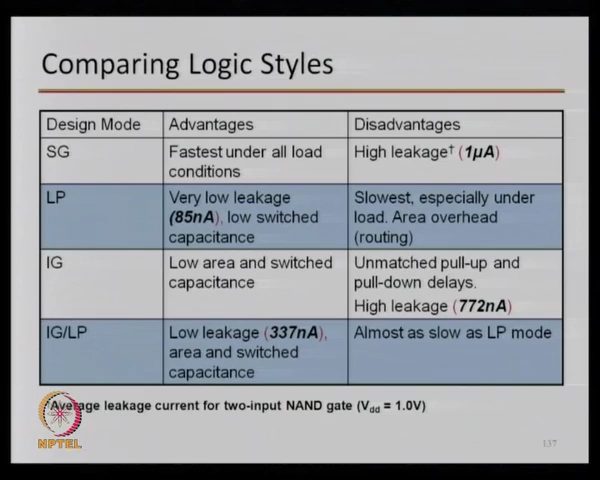 Comparing Logic Styles
Design Mode Advantages Disadvantages
SG Fastest under all load High leakage† (1µA)
conditions
LP Very low leakage Slowest, especially under
(85nA), low switched load. Area overhead
capacitance (routing)
IG Low area and switched Unmatched pull-up and
capacitance pull-down delays.
High leakage (772nA)
IG/LP Low leakage (337nA), Almost as slow as LP mode
area and switched
capacitance
†Average leakage current for two-input NAND gate (Vdd = 1.0V)
NPTEL
137